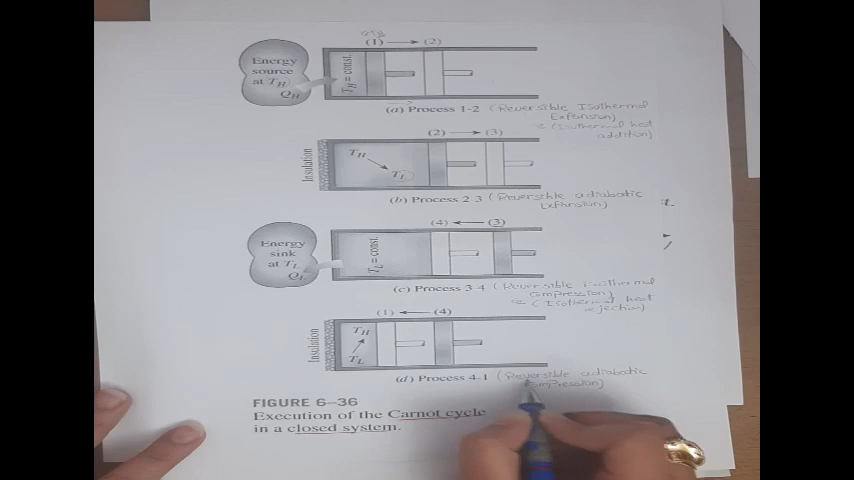 (1) → (2)
Energy
source
at T_H
Q_H
T_H = const.
(a) Process 1-2 (Reversible Isothermal
Expansion)
(Isothermal heat
addition)
(2) → (3)
Insulation
T_H
T_L
(b) Process 2-3 (Reversible adiabatic
Expansion)
(4) ← (3)
Energy
sink
at T_L
Q_L
T_L = const.
(c) Process 3-4 (Reversible isothermal
compression)
(Isothermal heat
rejection)
(1) ← (4)
Insulation
T_H
T_L
(d) Process 4-1 (Reversible adiabatic
compression)
FIGURE 6–36
Execution of the Carnot cycle
in a closed system.